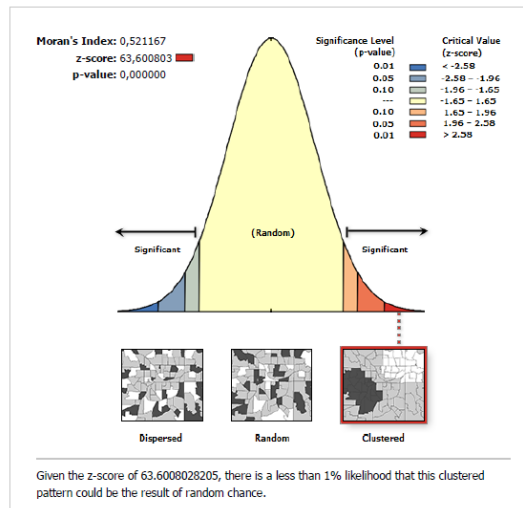 Moran's Index: 0,521167
z-score: 63,600803
p-value: 0,000000
Significance Level
(p-value)
Critical Value
(z-score)
0.01 < -2.58
0.05 -2.58 – -1.96
0.10 -1.96 – -1.65
--- -1.65 – 1.65
0.10 1.65 – 1.96
0.05 1.96 – 2.58
0.01 > 2.58
(Random)
Significant
Significant
Dispersed
Random
Clustered
Given the z-score of 63.6008028205, there is a less than 1% likelihood that this clustered
pattern could be the result of random chance.